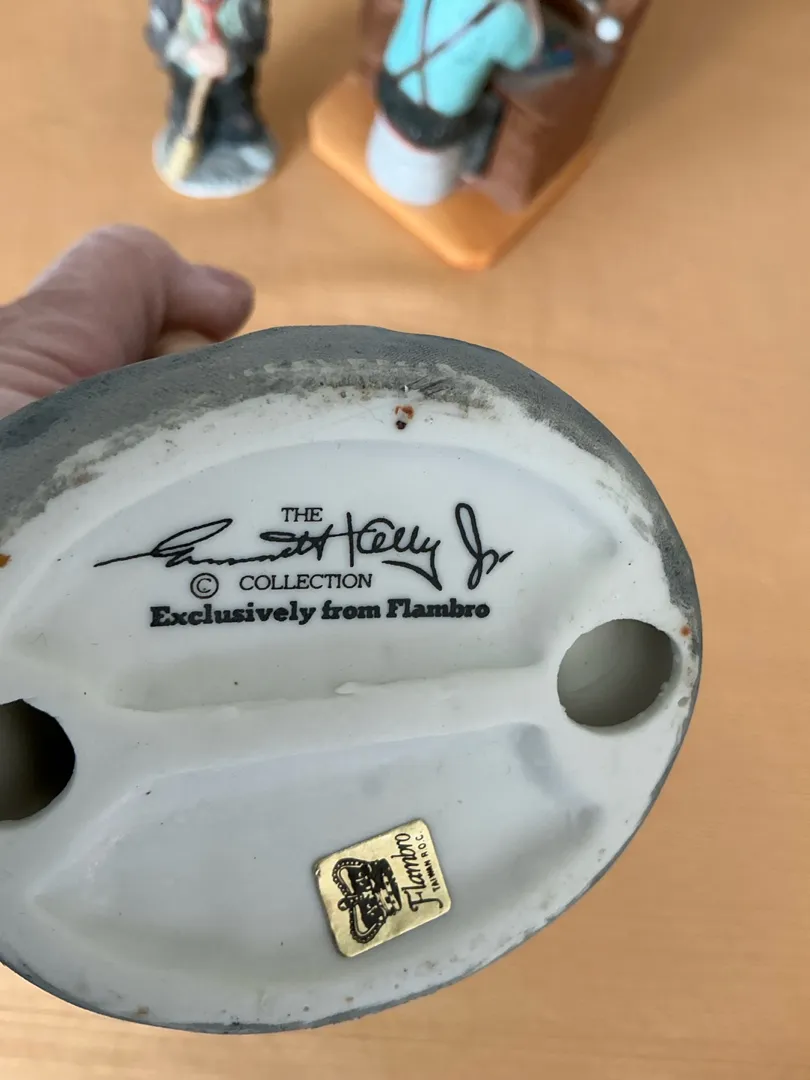 THE
Emmett Kelly Jr.
© COLLECTION
Exclusively from Flambro
Flambro
TAIWAN R.O.C.